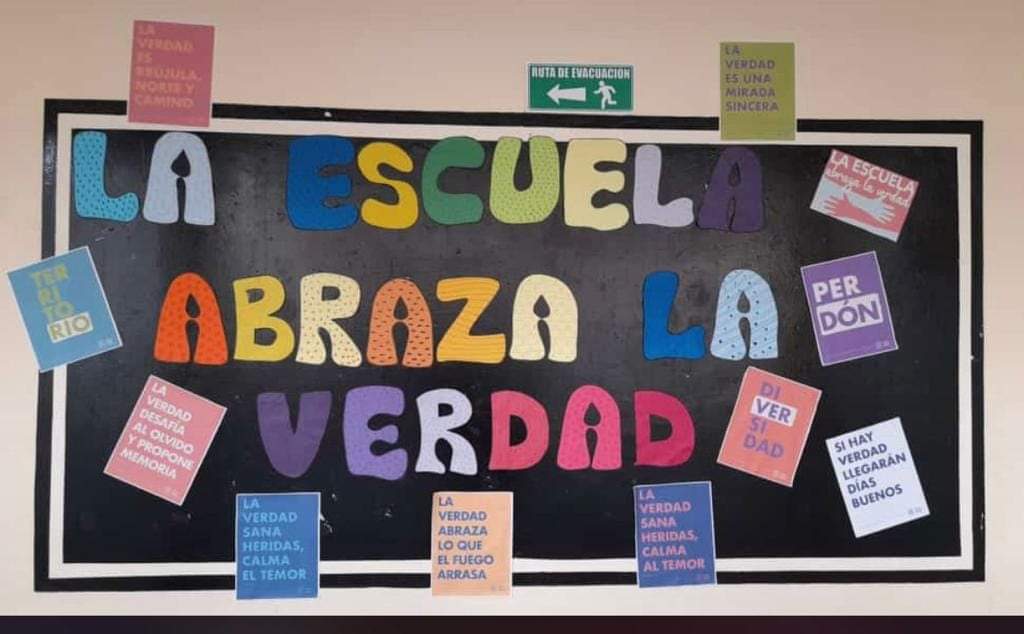 LA
VERDAD
ES
BRÚJULA,
NORTE Y
CAMINO
RUTA DE EVACUACIÓN
LA
VERDAD
ES UNA
MIRADA
SINCERA
LA ESCUELA
ABRAZA LA
VERDAD
LA ESCUELA
abraza la verdad
TER
RI
TO
RIO
PER
DÓN
LA
VERDAD
DESAFÍA
AL OLVIDO
Y PROPONE
MEMORIA
DI
VER
SI
DAD
SI HAY
VERDAD
LLEGARÁN
DÍAS
BUENOS
LA
VERDAD
SANA
HERIDAS,
CALMA
EL TEMOR
LA
VERDAD
ABRAZA
LO QUE
EL FUEGO
ARRASA
LA
VERDAD
SANA
HERIDAS,
CALMA
AL TEMOR